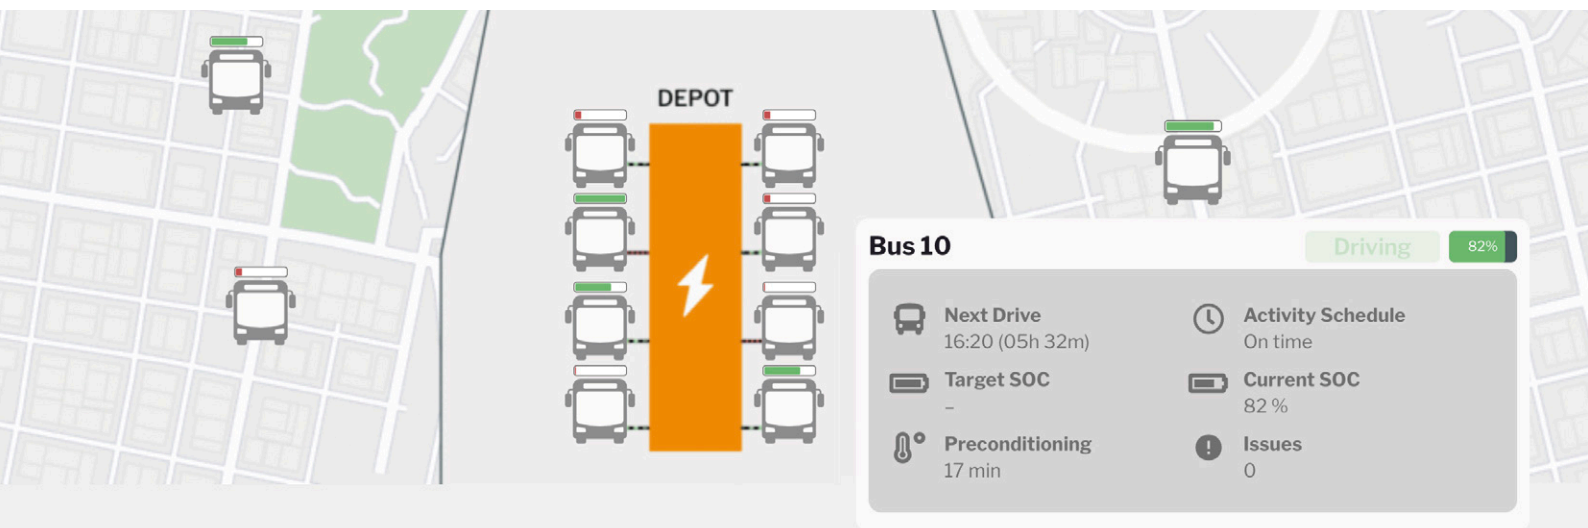 DEPOT
Bus 10
Driving
82%
Next Drive
16:20 (05h 32m)
Activity Schedule
On time
Target SOC
–
Current SOC
82 %
Preconditioning
17 min
Issues
0